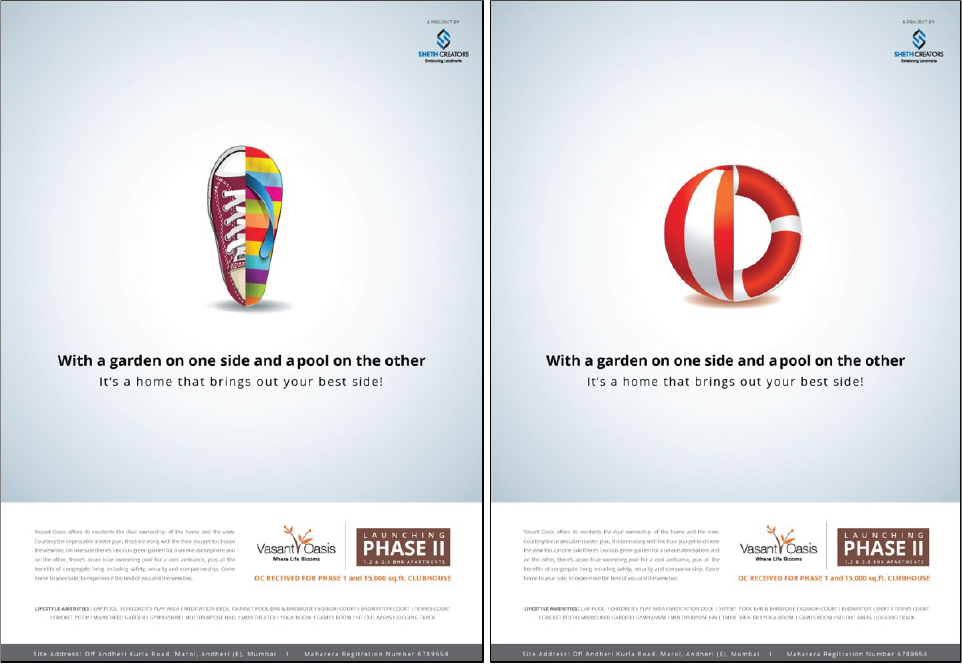 A PROJECT BY
SHETH CREATORS
Envisioning Landmarks
With a garden on one side and a pool on the other
It's a home that brings out your best side!
Vasant Oasis offers its residents the dual ownership- of the home and the view.
Courtesy the impeccable master plan, this time along with the floor you get to choose
the view too. On one side there's luscious green garden for a serene atmosphere and
on the other, there's azure blue swimming pool for a cool ambiance, plus all the
benefits of congregate living including safety, security and companionship. Come
home to your side, to experience the best of you and the view too.
Vasant Oasis
Where Life Blooms
LAUNCHING
PHASE II
1,2 & 2.5 BHK APARTMENTS
OC RECEIVED FOR PHASE 1 and 15,000 sq.ft. CLUBHOUSE
LIFESTYLE AMENITIES: LAP POOL I CHILDREN'S PLAY AREA I MEDITATION DECK I SUNSET POOL BAR & BARBEQUE I SQUASH COURT I BADMINTON COURT I TENNIS COURT
I CRICKET PITCH I MANICURED GARDEN I GYMNASIUM I MULTIPURPOSE HALL I MINI THEATER I YOGA ROOM I GAMES ROOM I SIT-OUT AREAS I JOGGING TRACK
Site Address: Off Andheri Kurla Road, Marol, Andheri (E), Mumbai I Maharera Regitration Number 6789654
A PROJECT BY
SHETH CREATORS
Envisioning Landmarks
With a garden on one side and a pool on the other
It's a home that brings out your best side!
Vasant Oasis offers its residents the dual ownership- of the home and the view.
Courtesy the impeccable master plan, this time along with the floor you get to choose
the view too. On one side there's luscious green garden for a serene atmosphere and
on the other, there's azure blue swimming pool for a cool ambiance, plus all the
benefits of congregate living including safety, security and companionship. Come
home to your side, to experience the best of you and the view too.
Vasant Oasis
Where Life Blooms
LAUNCHING
PHASE II
1,2 & 2.5 BHK APARTMENTS
OC RECEIVED FOR PHASE 1 and 15,000 sq.ft. CLUBHOUSE
LIFESTYLE AMENITIES: LAP POOL I CHILDREN'S PLAY AREA I MEDITATION DECK I SUNSET POOL BAR & BARBEQUE I SQUASH COURT I BADMINTON COURT I TENNIS COURT
I CRICKET PITCH I MANICURED GARDEN I GYMNASIUM I MULTIPURPOSE HALL I MINI THEATER I YOGA ROOM I GAMES ROOM I SIT-OUT AREAS I JOGGING TRACK
Site Address: Off Andheri Kurla Road, Marol, Andheri (E), Mumbai I Maharera Regitration Number 6789654